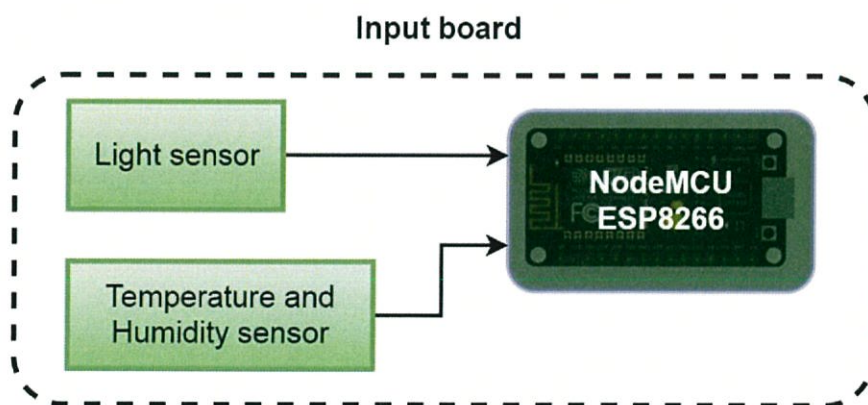 Input board
Light sensor
NodeMCU
ESP8266
Temperature and
Humidity sensor